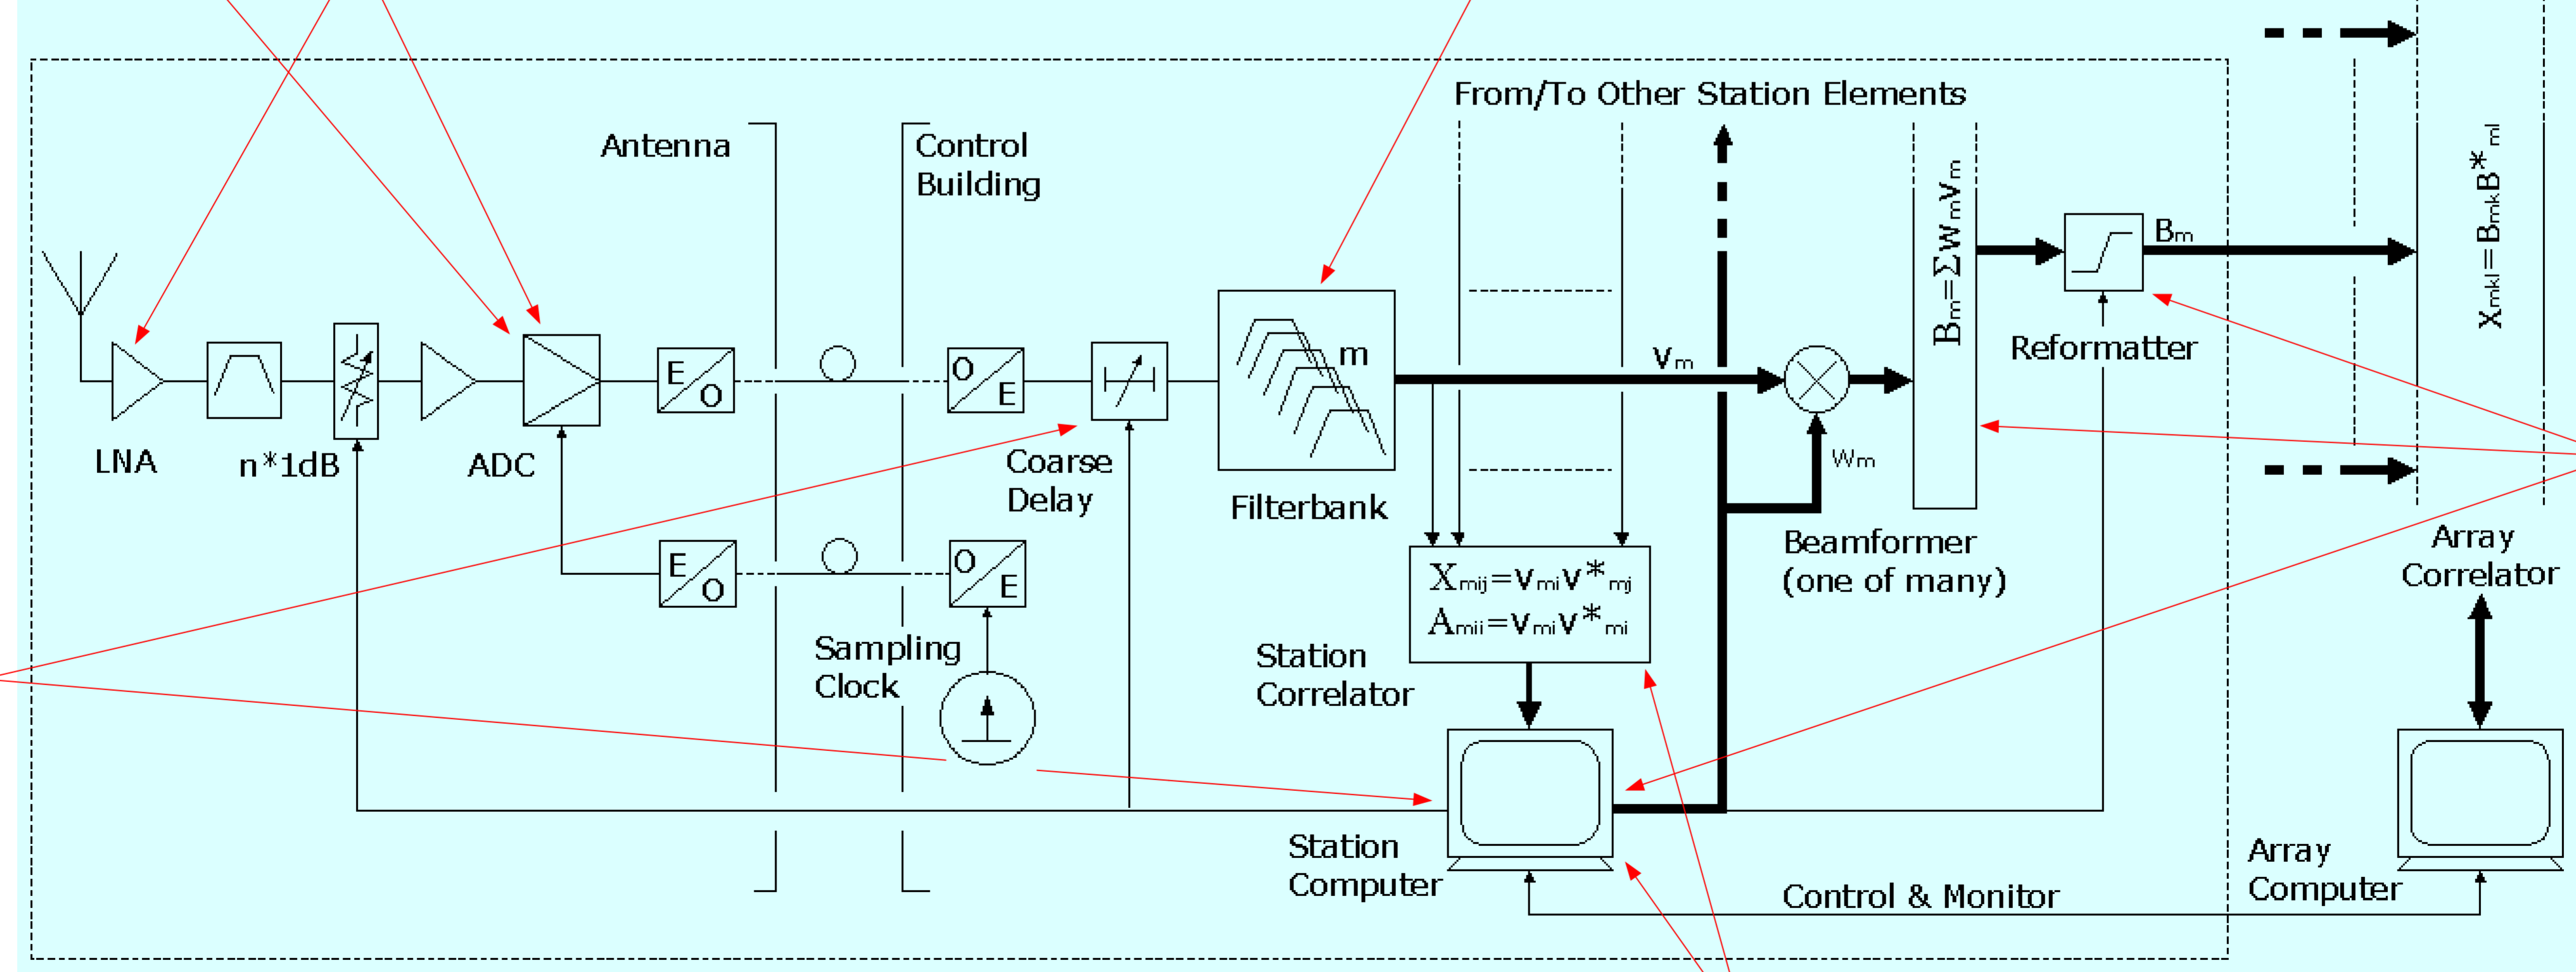 From/To Other Station Elements
Antenna
Control
Building
LNA
n*1dB
ADC
E
O
O
E
Coarse
Delay
m
Filterbank
Vm
Wm
Bm=ΣWmVm
Bm
Reformatter
Xmkl=BmkB*ml
E
O
O
E
Sampling
Clock
Xmij=vmiv*mj
Amii=vmiv*mi
Station
Correlator
Beamformer
(one of many)
Array
Correlator
Station
Computer
Control & Monitor
Array
Computer